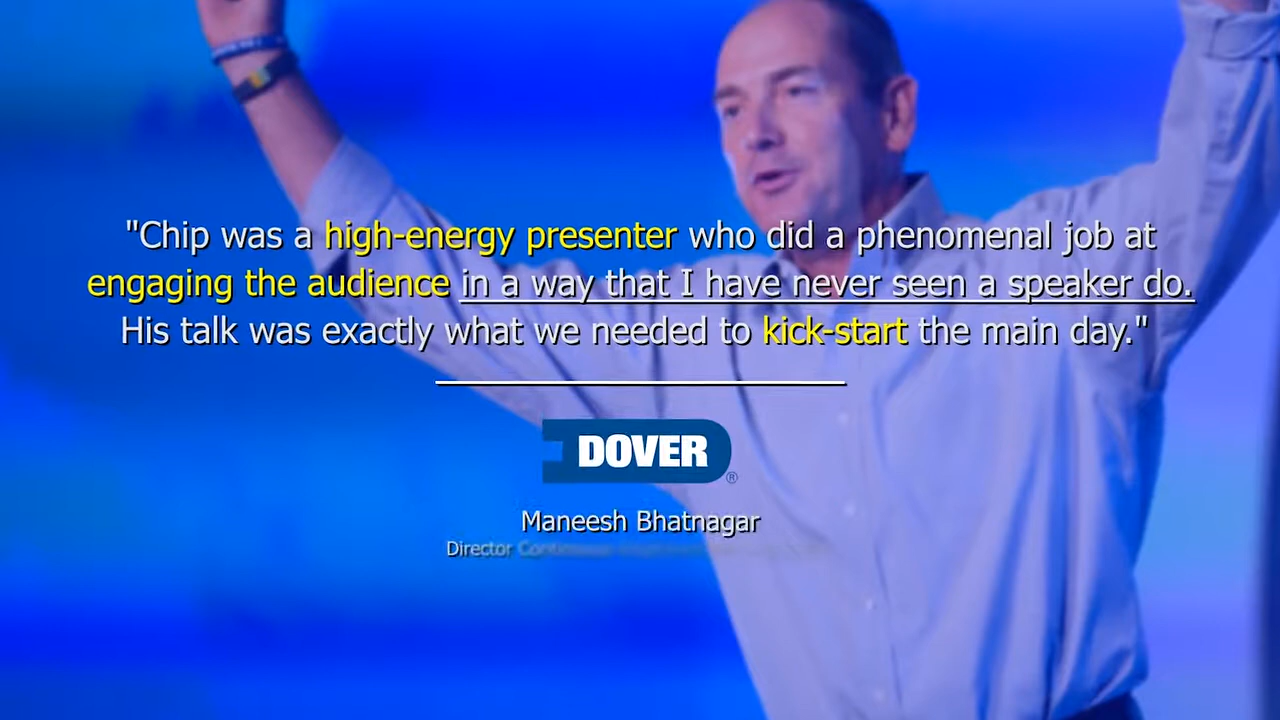 "Chip was a high-energy presenter who did a phenomenal job at
engaging the audience in a way that I have never seen a speaker do.
His talk was exactly what we needed to kick-start the main day."
DOVER
®
Maneesh Bhatnagar
Director